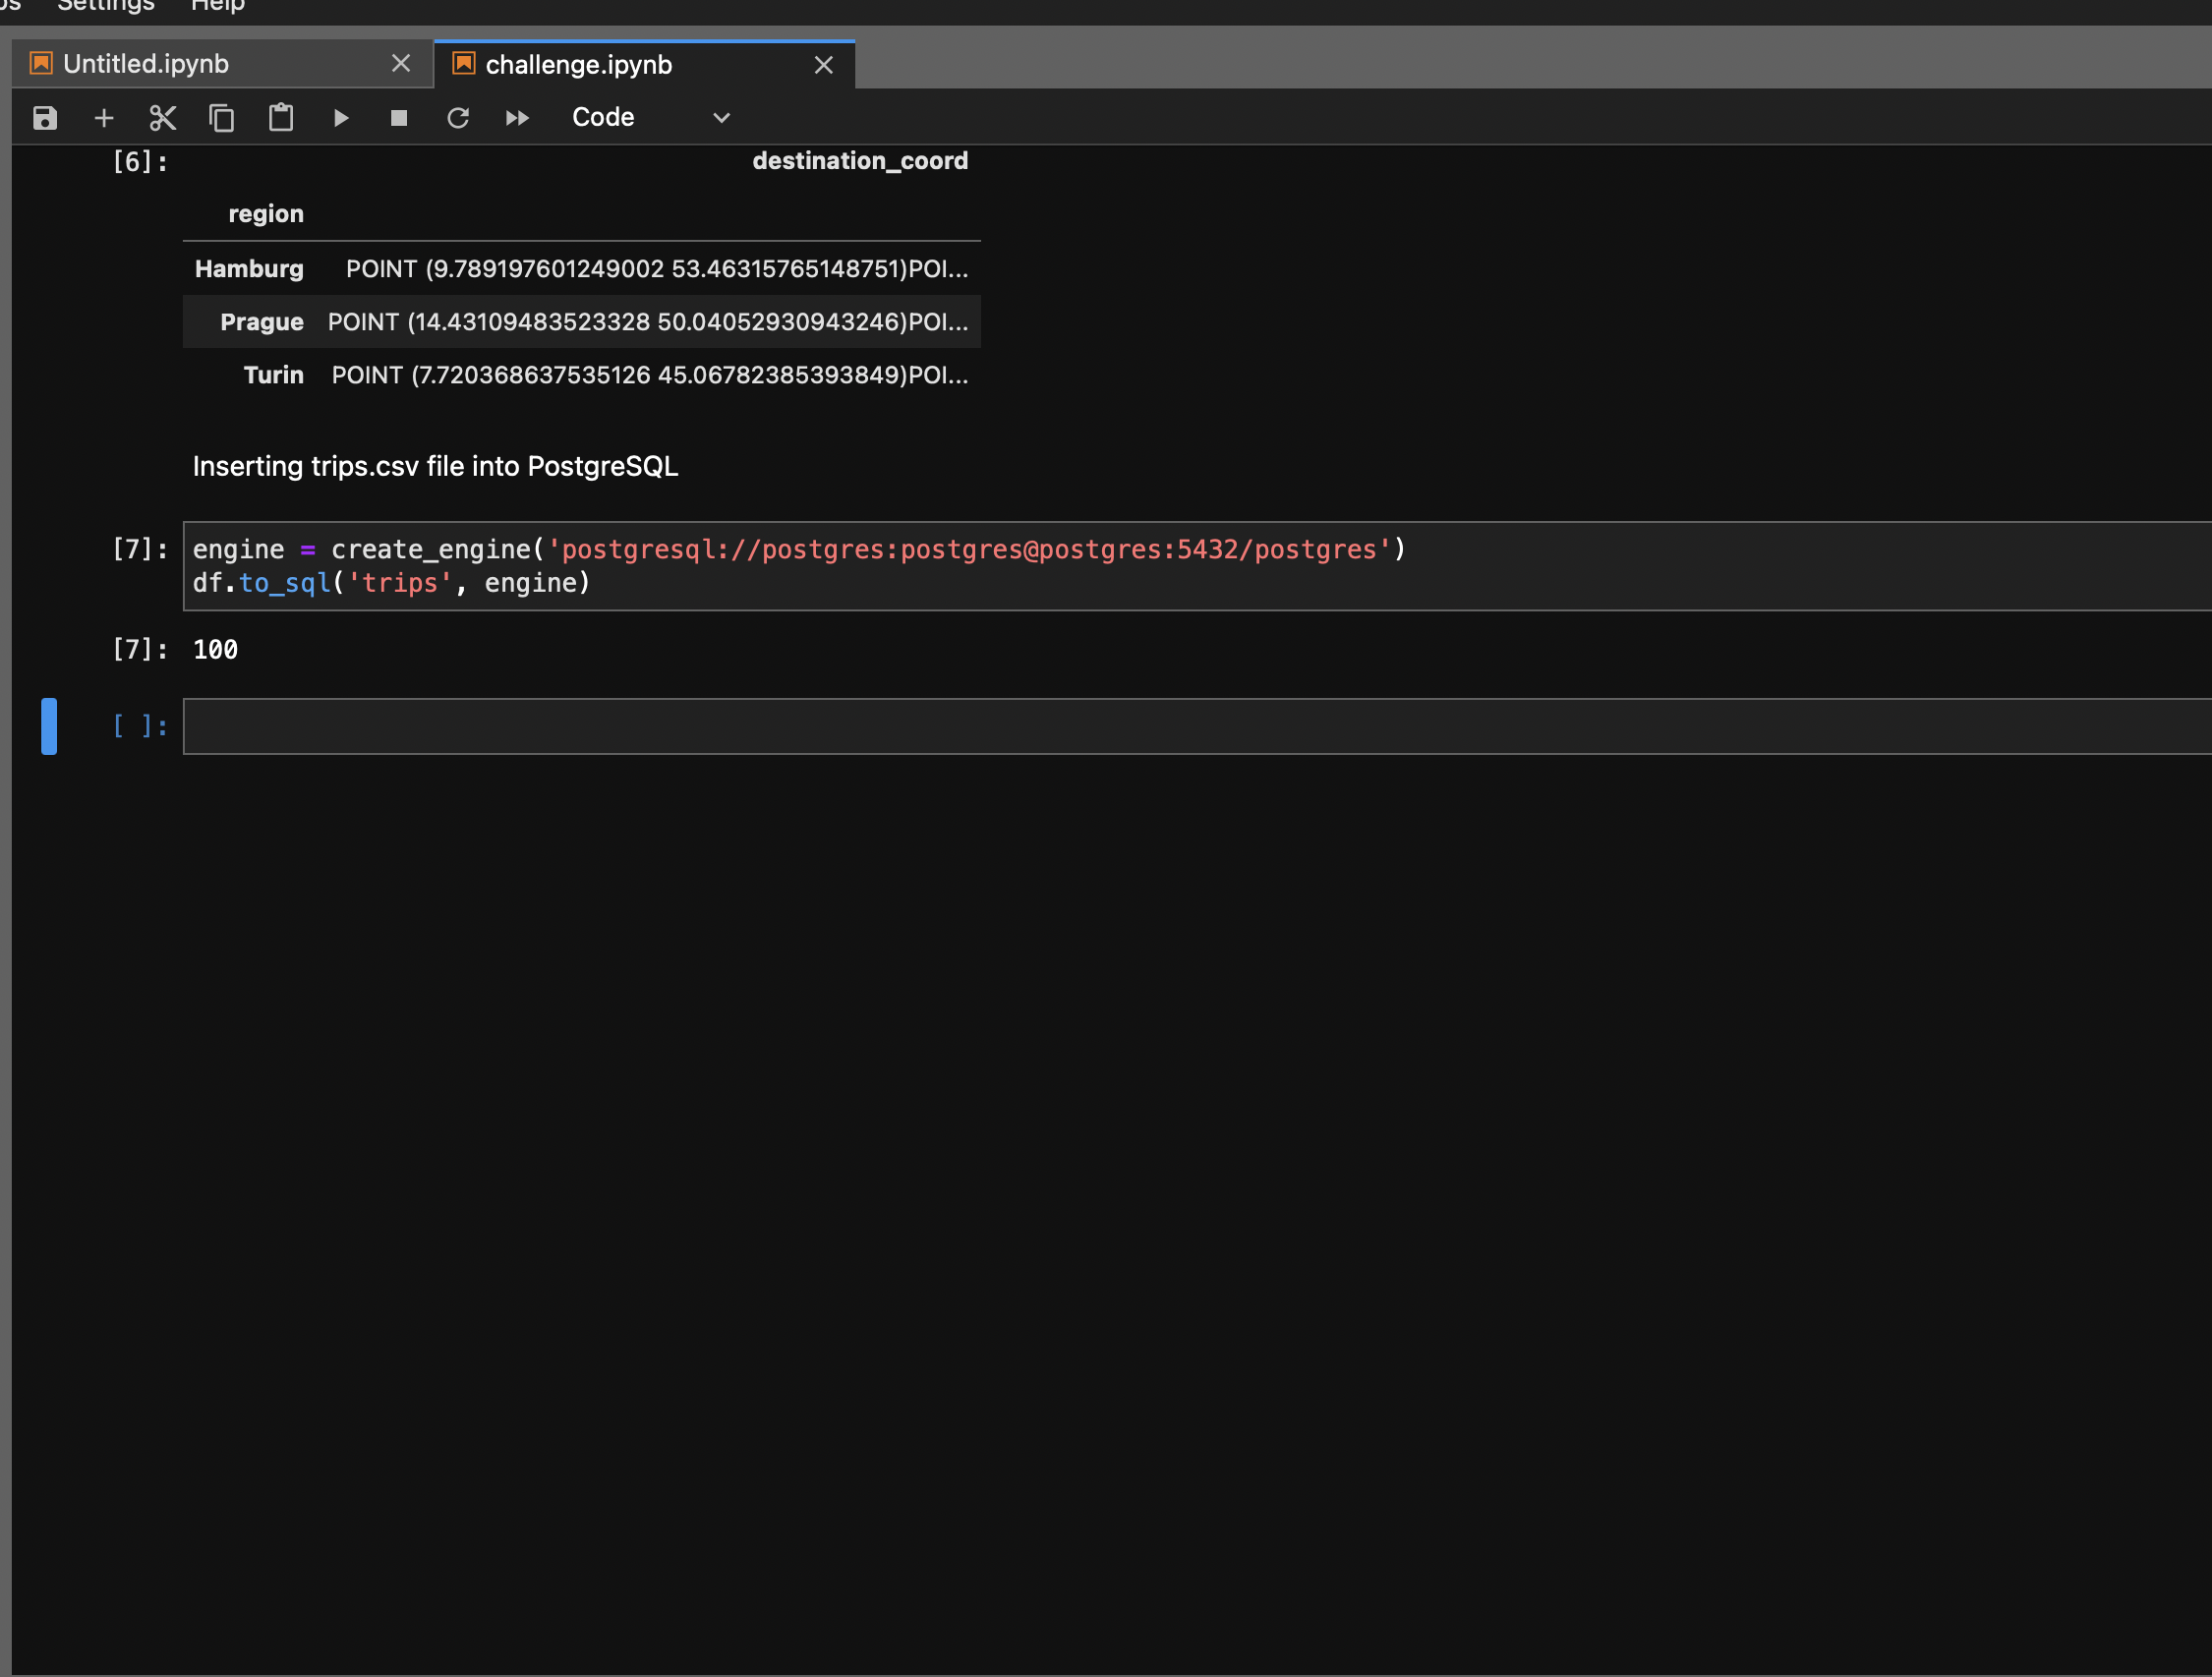 Settings Help
Untitled.ipynb challenge.ipynb
Code
[6]: destination_coord
region
Hamburg POINT (9.789197601249002 53.46315765148751)POI...
Prague POINT (14.43109483523328 50.04052930943246)POI...
Turin POINT (7.720368637535126 45.06782385393849)POI...
Inserting trips.csv file into PostgreSQL
[7]: engine = create_engine('postgresql://postgres:postgres@postgres:5432/postgres')
df.to_sql('trips', engine)
[7]: 100
[ ]: